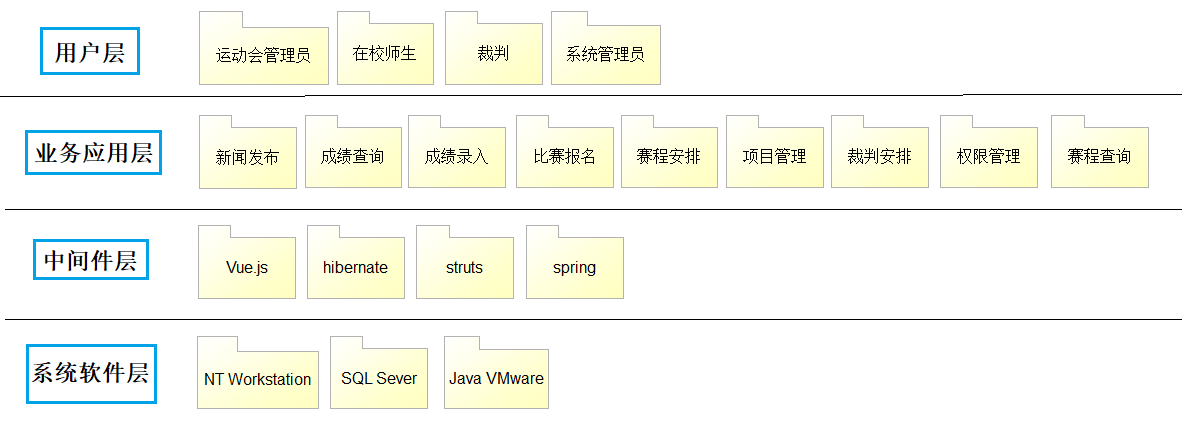 用户层
运动会管理员
在校师生
裁判
系统管理员
业务应用层
新闻发布
成绩查询
成绩录入
比赛报名
赛程安排
项目管理
裁判安排
权限管理
赛程查询
中间件层
Vue.js
hibernate
struts
spring
系统软件层
NT Workstation
SQL Sever
Java VMware